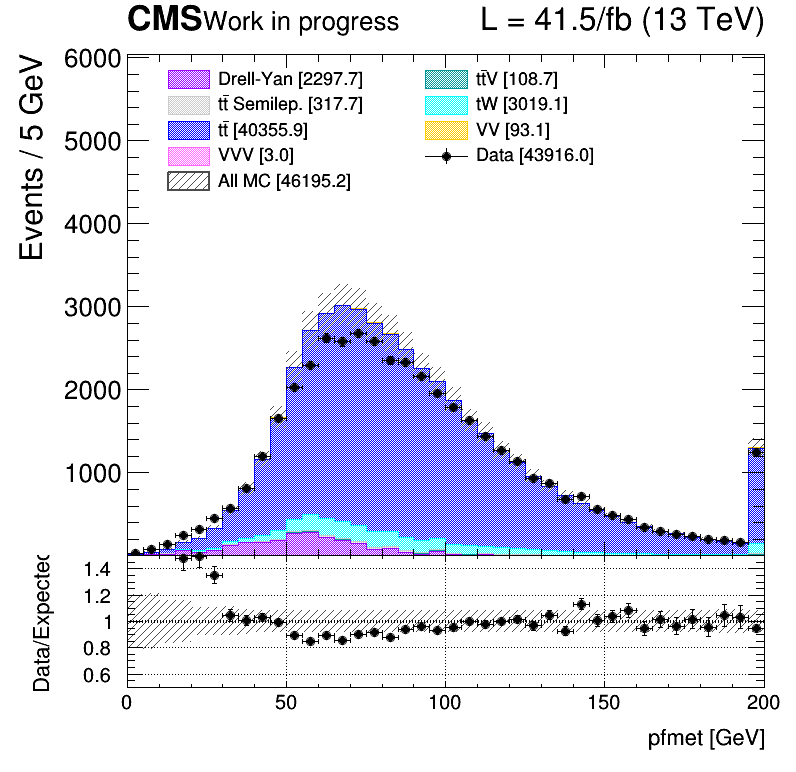 CMS Work in progress L = 41.5/fb (13 TeV)
Events / 5 GeV
6000
5000
4000
3000
2000
1000
Drell-Yan [2297.7]
tt̄ Semilep. [317.7]
tt̄ [40355.9]
VVV [3.0]
All MC [46195.2]
tt̄V [108.7]
tW [3019.1]
VV [93.1]
Data [43916.0]
Data/Expected
1.4
1.2
1
0.8
0.6
0 50 100 150 200
pfmet [GeV]